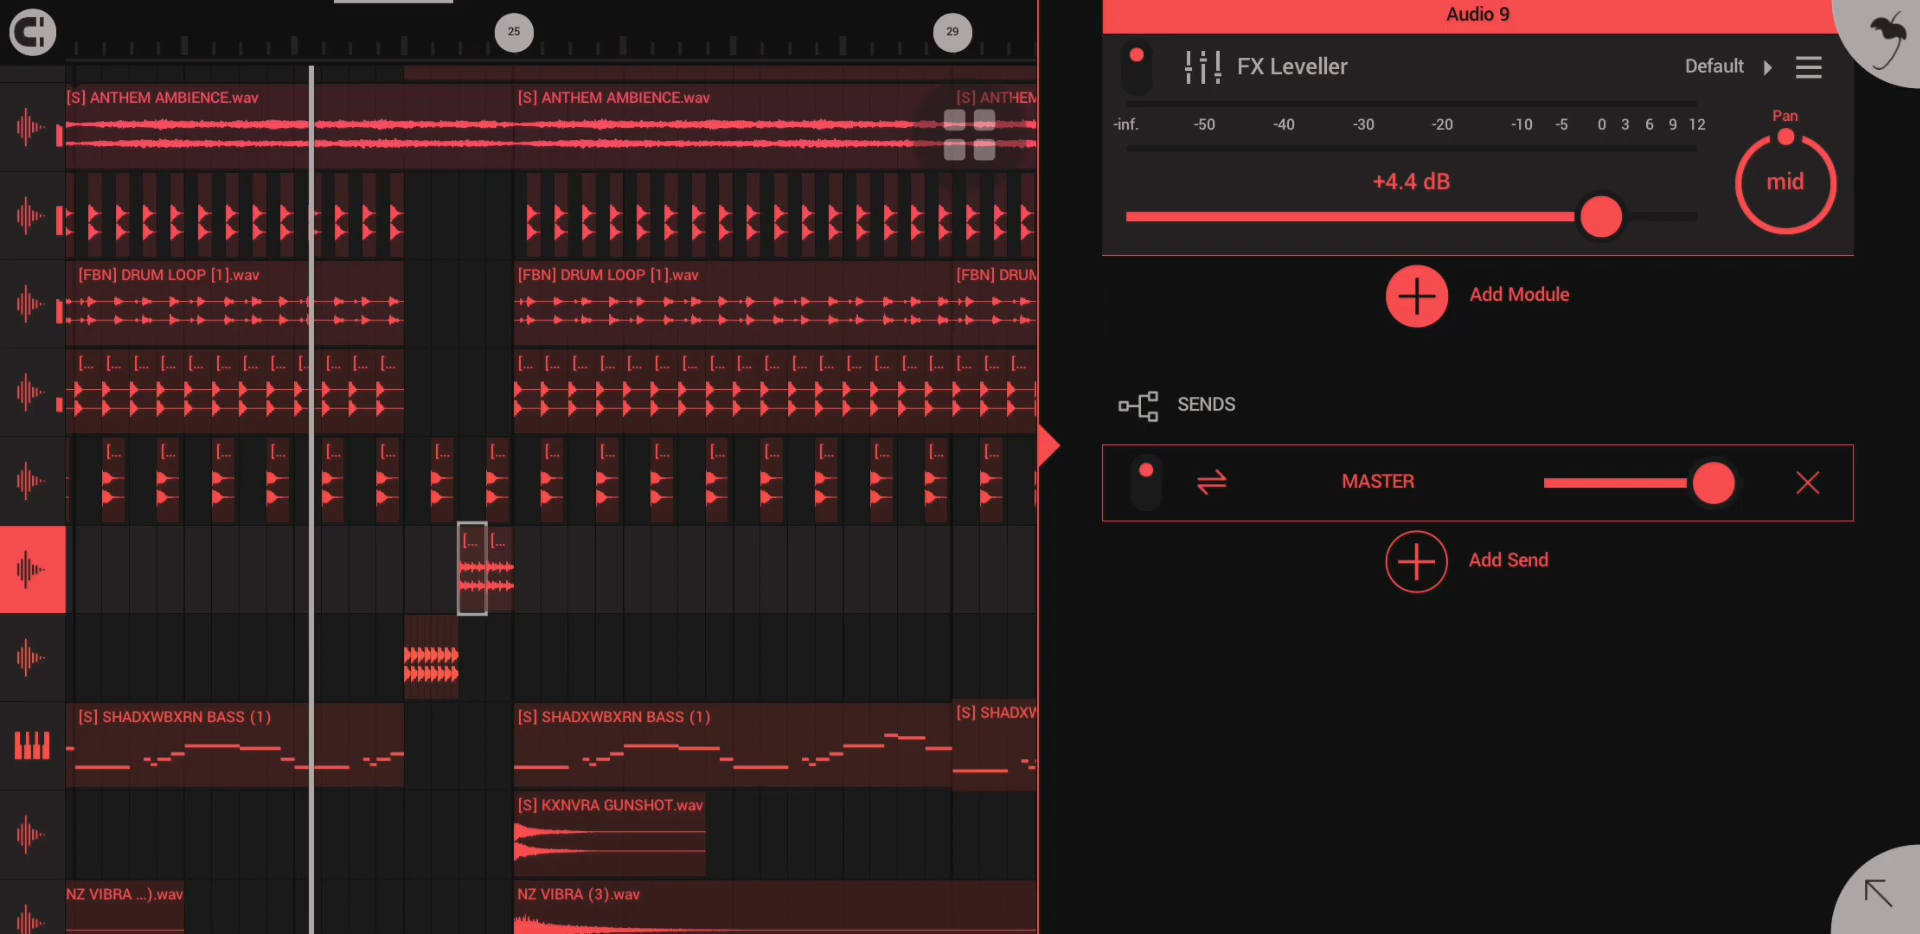 25
29
[S] ANTHEM AMBIENCE.wav
[S] ANTHEM AMBIENCE.wav
[S] ANTHEM
[FBN] DRUM LOOP [1].wav
[FBN] DRUM LOOP [1].wav
[FBN] DRUM
[... [... [... [... [... [... [... [... [. [... [... [...
[... [... [... [... [... [... [... [... [... [... [... [... [... [... [... [... [... [... [...
[... [... [... [... [... [... [... [... [... [... [... [... [... [... [... [... [...
[... [...
[S] SHADXWBXRN BASS (1)
[S] SHADXWBXRN BASS (1)
[S] SHADXW
[S] KXNVRA GUNSHOT.wav
NZ VIBRA ...).wav
NZ VIBRA (3).wav
Audio 9
FX Leveller
Default
-inf. -50 -40 -30 -20 -10 -5 0 3 6 9 12
Pan
+4.4 dB
mid
Add Module
SENDS
MASTER
Add Send